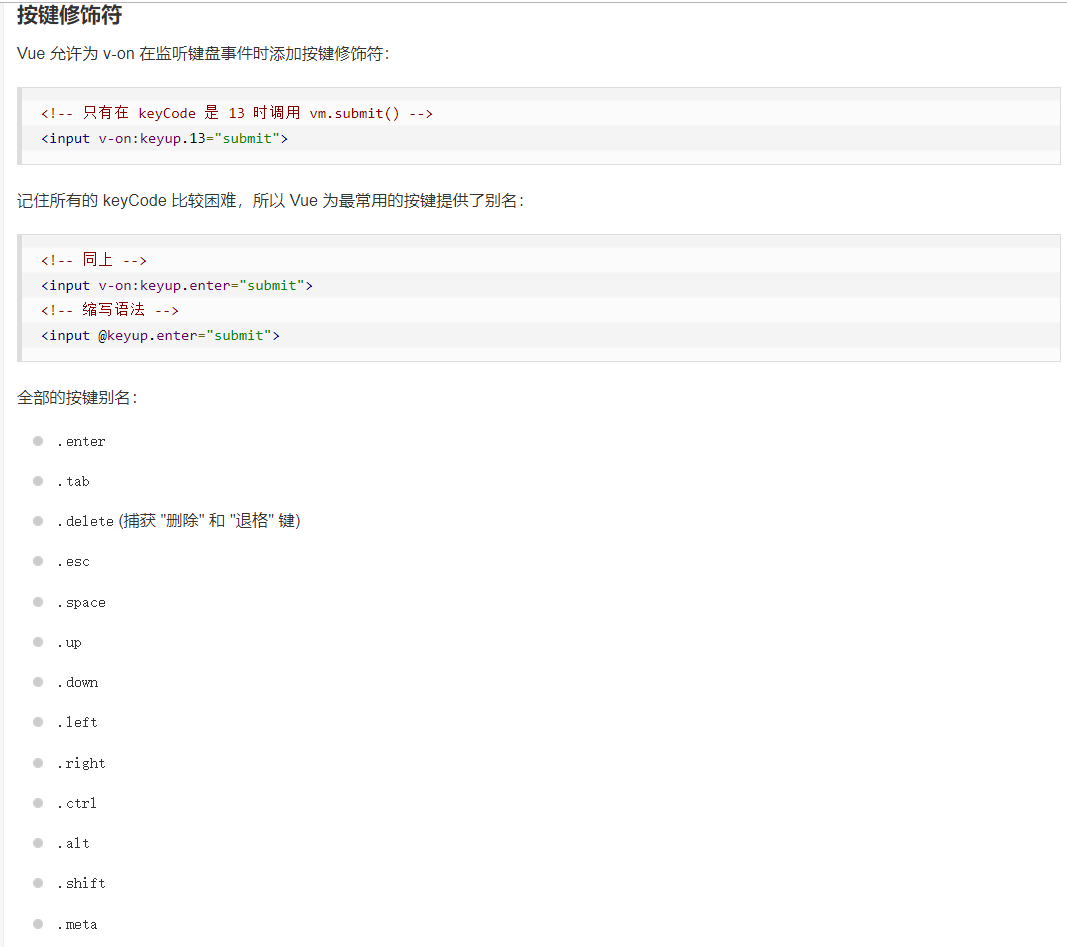 按键修饰符
Vue 允许为 v-on 在监听键盘事件时添加按键修饰符：
<!-- 只有在 keyCode 是 13 时调用 vm.submit() -->
<input v-on:keyup.13="submit">
记住所有的 keyCode 比较困难，所以 Vue 为最常用的按键提供了别名：
<!-- 同上 -->
<input v-on:keyup.enter="submit">
<!-- 缩写语法 -->
<input @keyup.enter="submit">
全部的按键别名：
.enter
.tab
.delete (捕获 "删除" 和 "退格" 键)
.esc
.space
.up
.down
.left
.right
.ctrl
.alt
.shift
.meta